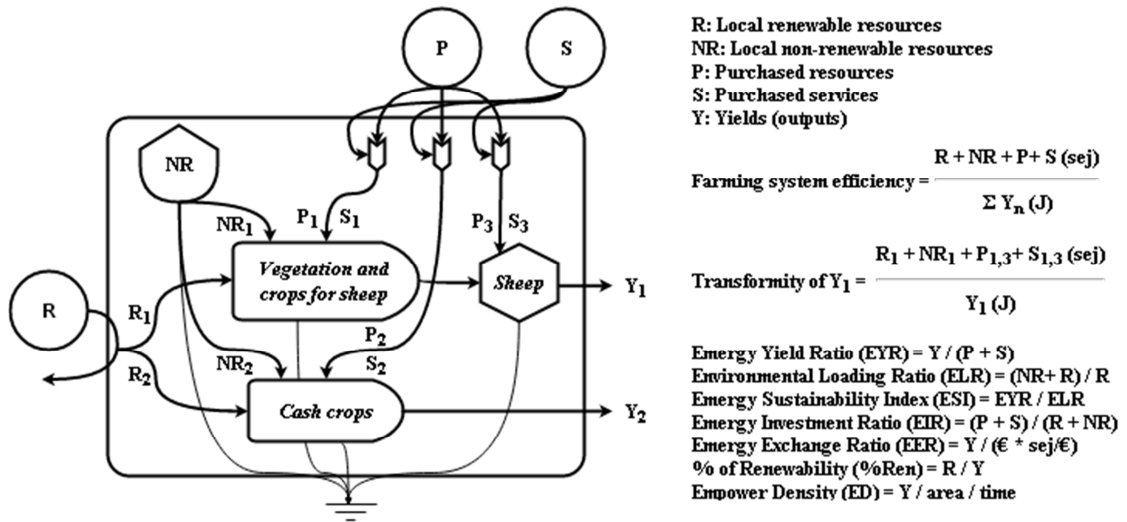 P
S
NR
NR1
P1
S1
P3
S3
Vegetation and
crops for sheep
Sheep
Y1
R
R1
R2
NR2
P2
S2
Cash crops
Y2
R: Local renewable resources
NR: Local non-renewable resources
P: Purchased resources
S: Purchased services
Y: Yields (outputs)
Farming system efficiency = R + NR + P+ S (sej)
Σ Yn (J)
Transformity of Y1 = R1 + NR1 + P1,3+ S1,3 (sej)
Y1 (J)
Emergy Yield Ratio (EYR) = Y / (P + S)
Environmental Loading Ratio (ELR) = (NR+ R) / R
Emergy Sustainability Index (ESI) = EYR / ELR
Emergy Investment Ratio (EIR) = (P + S) / (R + NR)
Emergy Exchange Ratio (EER) = Y / (€ * sej/€)
% of Renewability (%Ren) = R / Y
Empower Density (ED) = Y / area / time